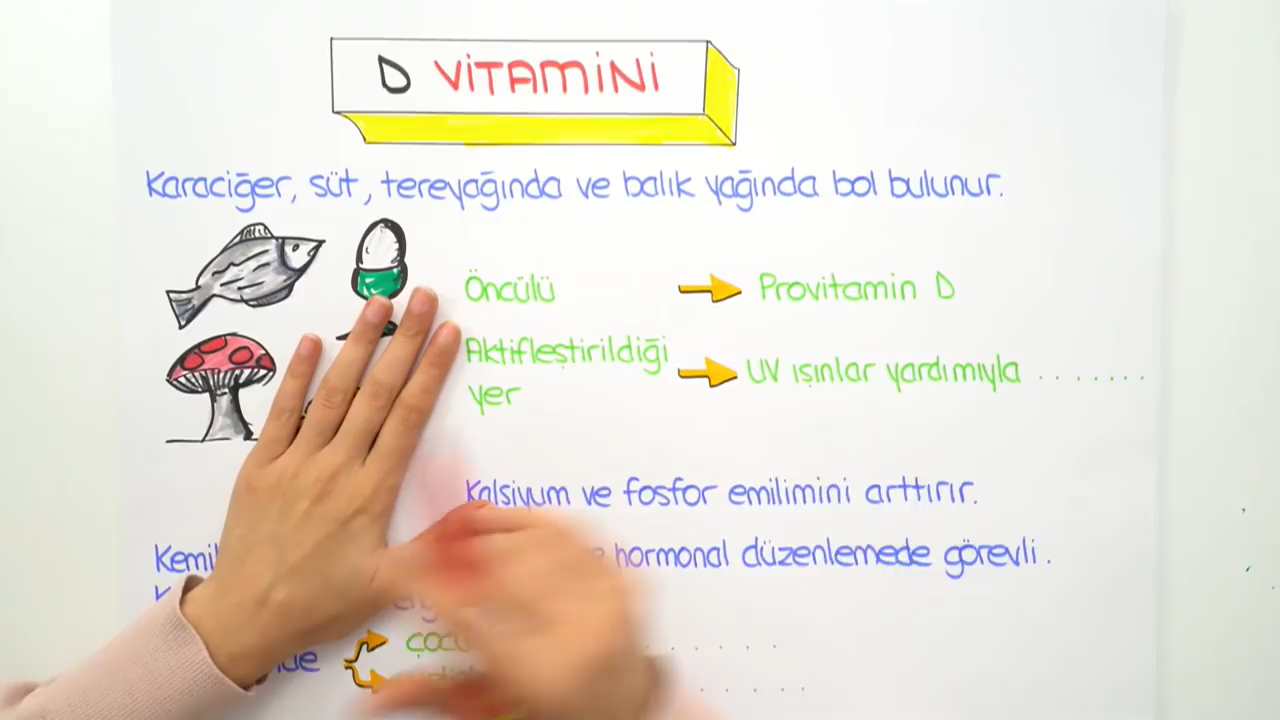 D VİTAMİNİ
Karaciğer, süt, tereyağında ve balık yağında bol bulunur.
Öncülü Provitamin D
Aktifleştirildiği yer UV ışınlar yardımıyla .......
Kalsiyum ve fosfor emilimini arttırır.
hormonal düzenlemede görevli.